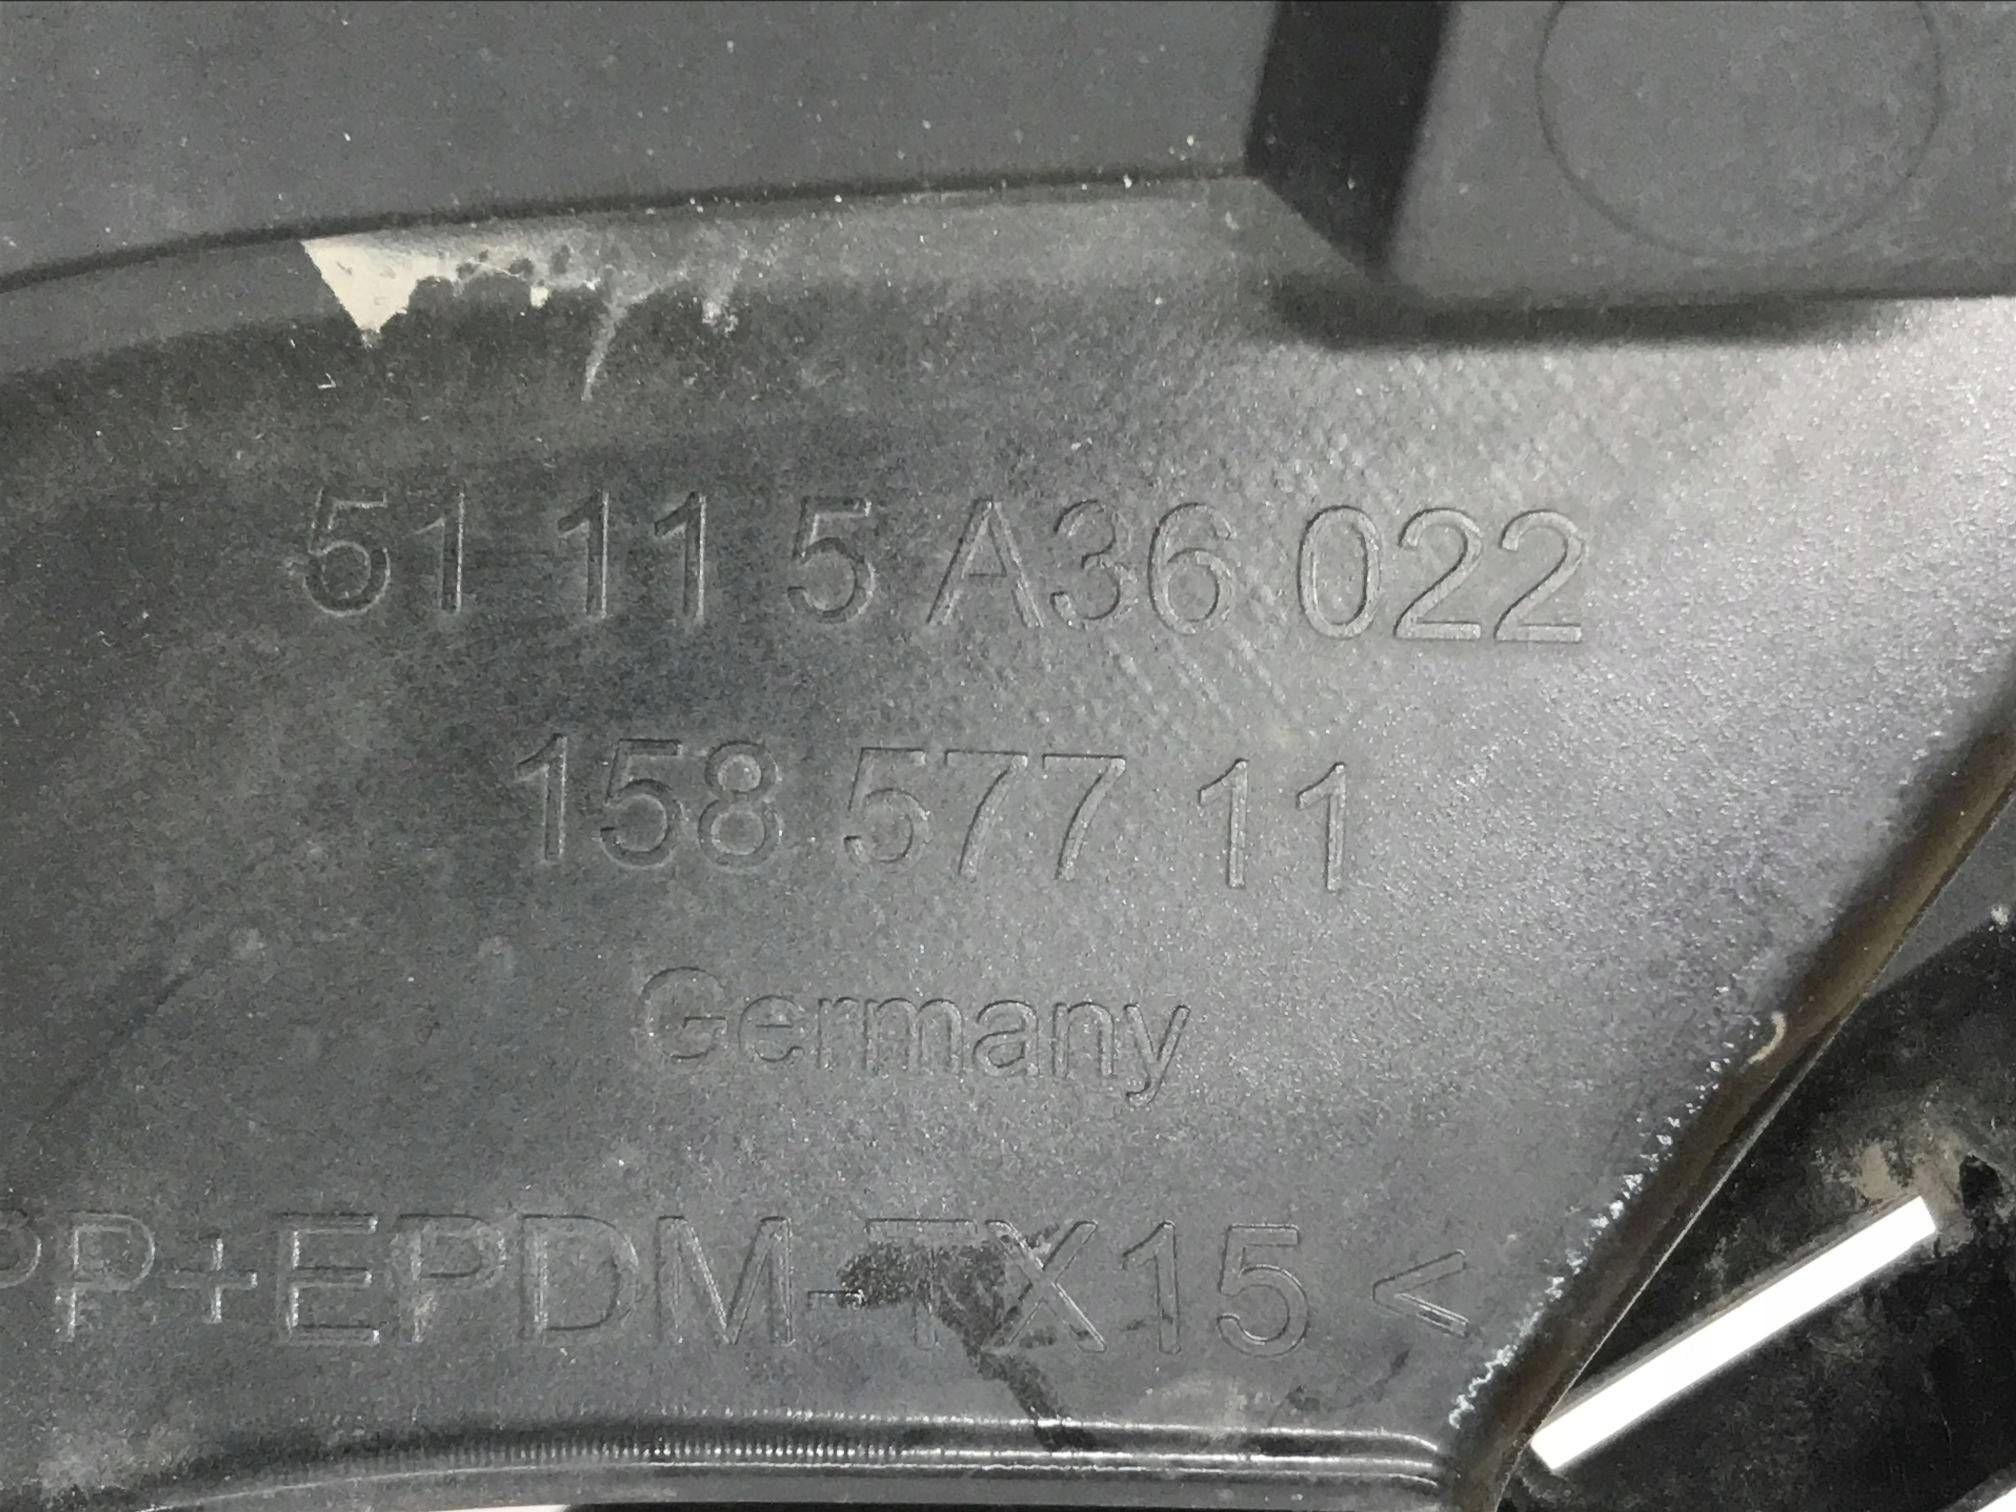 51 11 5 A36 022
158 577 11
Germany
PP+EPDM-TX15 <